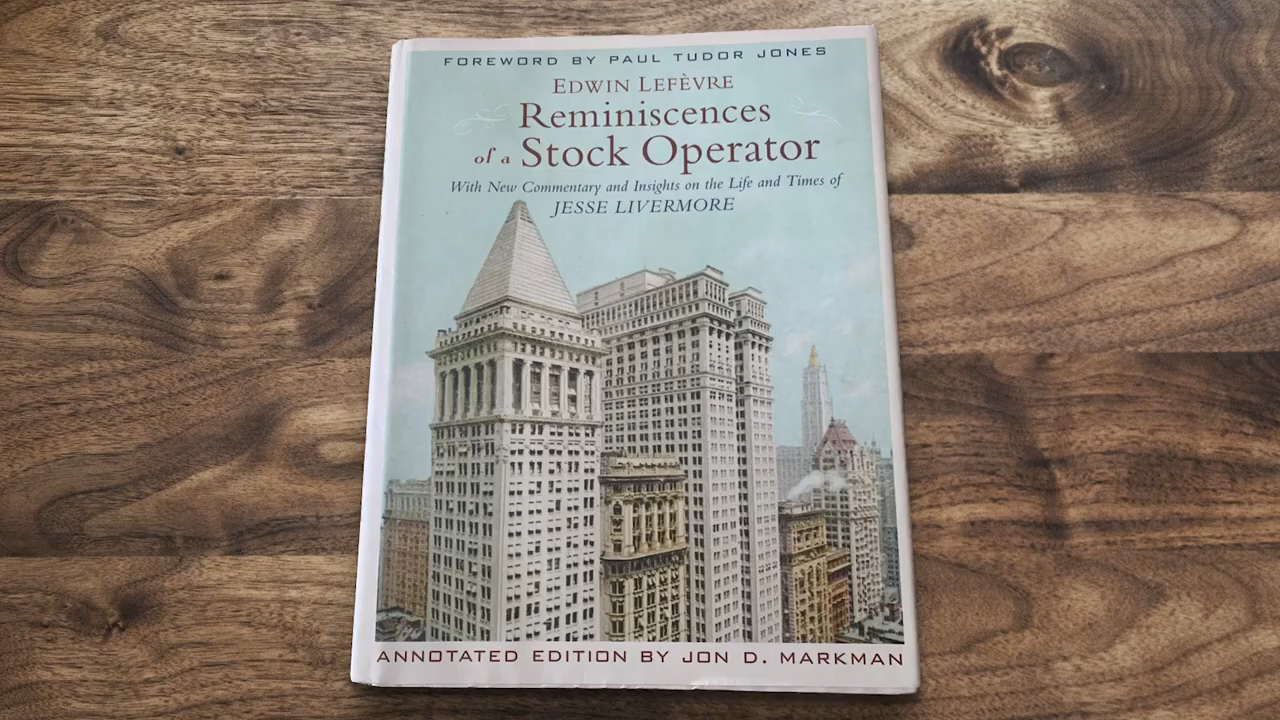 FOREWORD BY PAUL TUDOR JONES
EDWIN LEFÈVRE
Reminiscences
of a Stock Operator
With New Commentary and Insights on the Life and Times of
JESSE LIVERMORE
ANNOTATED EDITION BY JON D. MARKMAN